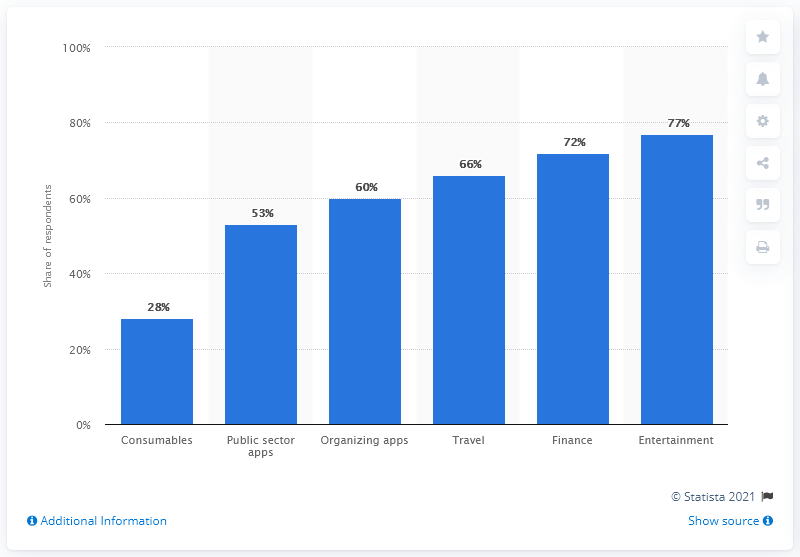 100%
80%
60%
40%
20%
0%
Share of respondents
28%
53%
60%
66%
72%
77%
Consumables
Public sector
apps
Organizing apps
Travel
Finance
Entertainment
© Statista 2021
Additional Information
Show source